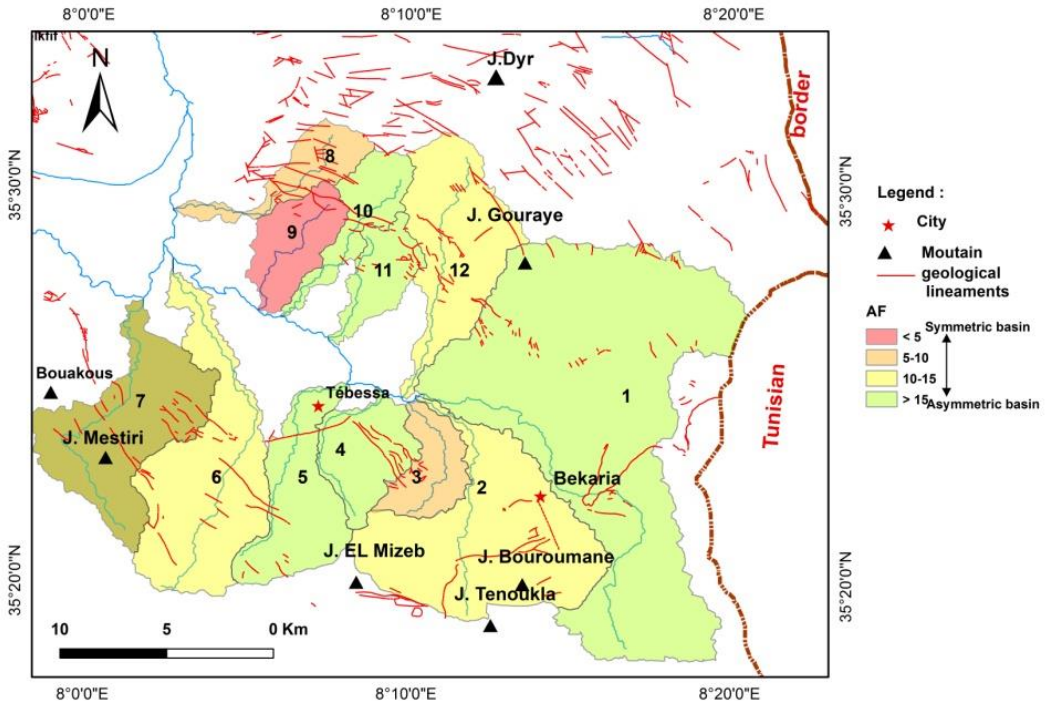 8°0'0"E 8°10'0"E 8°20'0"E
lkfif
N
J.Dyr
border
35°30'0"N
35°30'0"N
8
J. Gouraye
10
9
11
12
Legend :
City
Moutain
geological
lineaments
AF
< 5
Symmetric basin
5-10
10-15
> 15
Asymmetric basin
Bouakous
7
Tébessa
1
J. Mestiri
Tunisian
4
6
5
3
2
Bekaria
J. EL Mizeb
J. Bouroumane
J. Tenoukla
35°20'0"N
35°20'0"N
10 5 0 Km
8°0'0"E 8°10'0"E 8°20'0"E